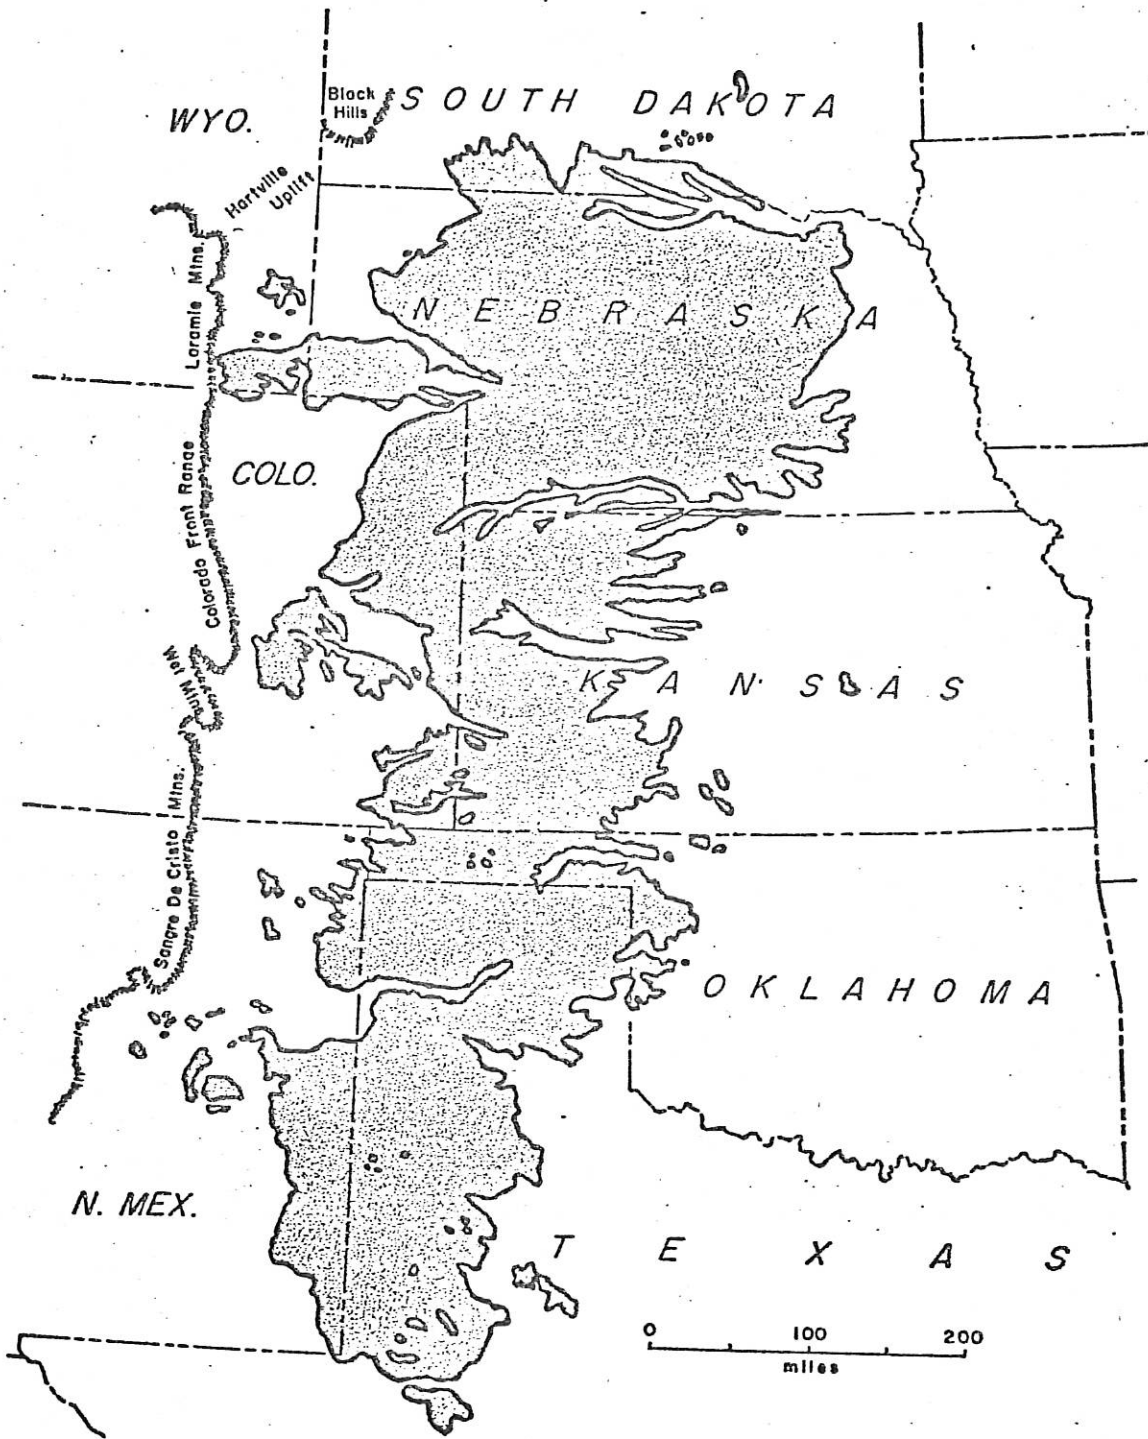 SOUTH DAKOTA
Black
Hills
WYO.
Hartville
Uplift
Laramie Mtns.
NEBRASKA
COLO.
Colorado Front Range
Wet Mtns.
KANSAS
Sangre De Cristo Mtns.
OKLAHOMA
N. MEX.
TEXAS
0 100 200
miles